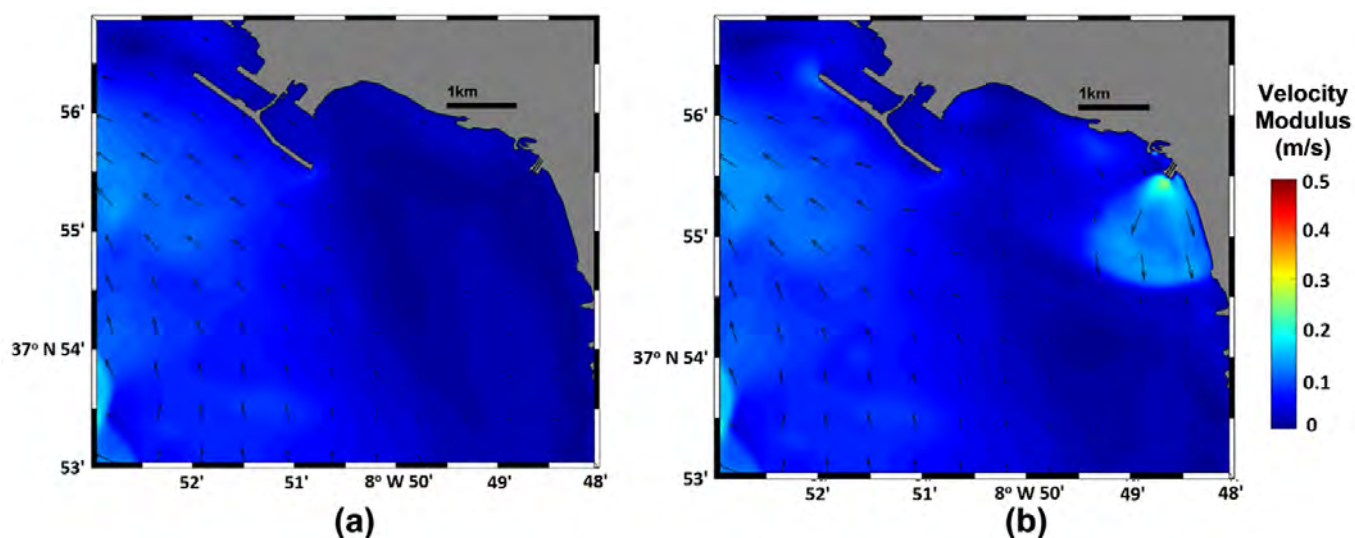 1km
56'
55'
37° N 54'
53'
52'
51'
8° W 50'
49'
48'
(a)
1km
56'
55'
37° N 54'
53'
52'
51'
8° W 50'
49'
48'
(b)
Velocity
Modulus
(m/s)
0.5
0.4
0.3
0.2
0.1
0